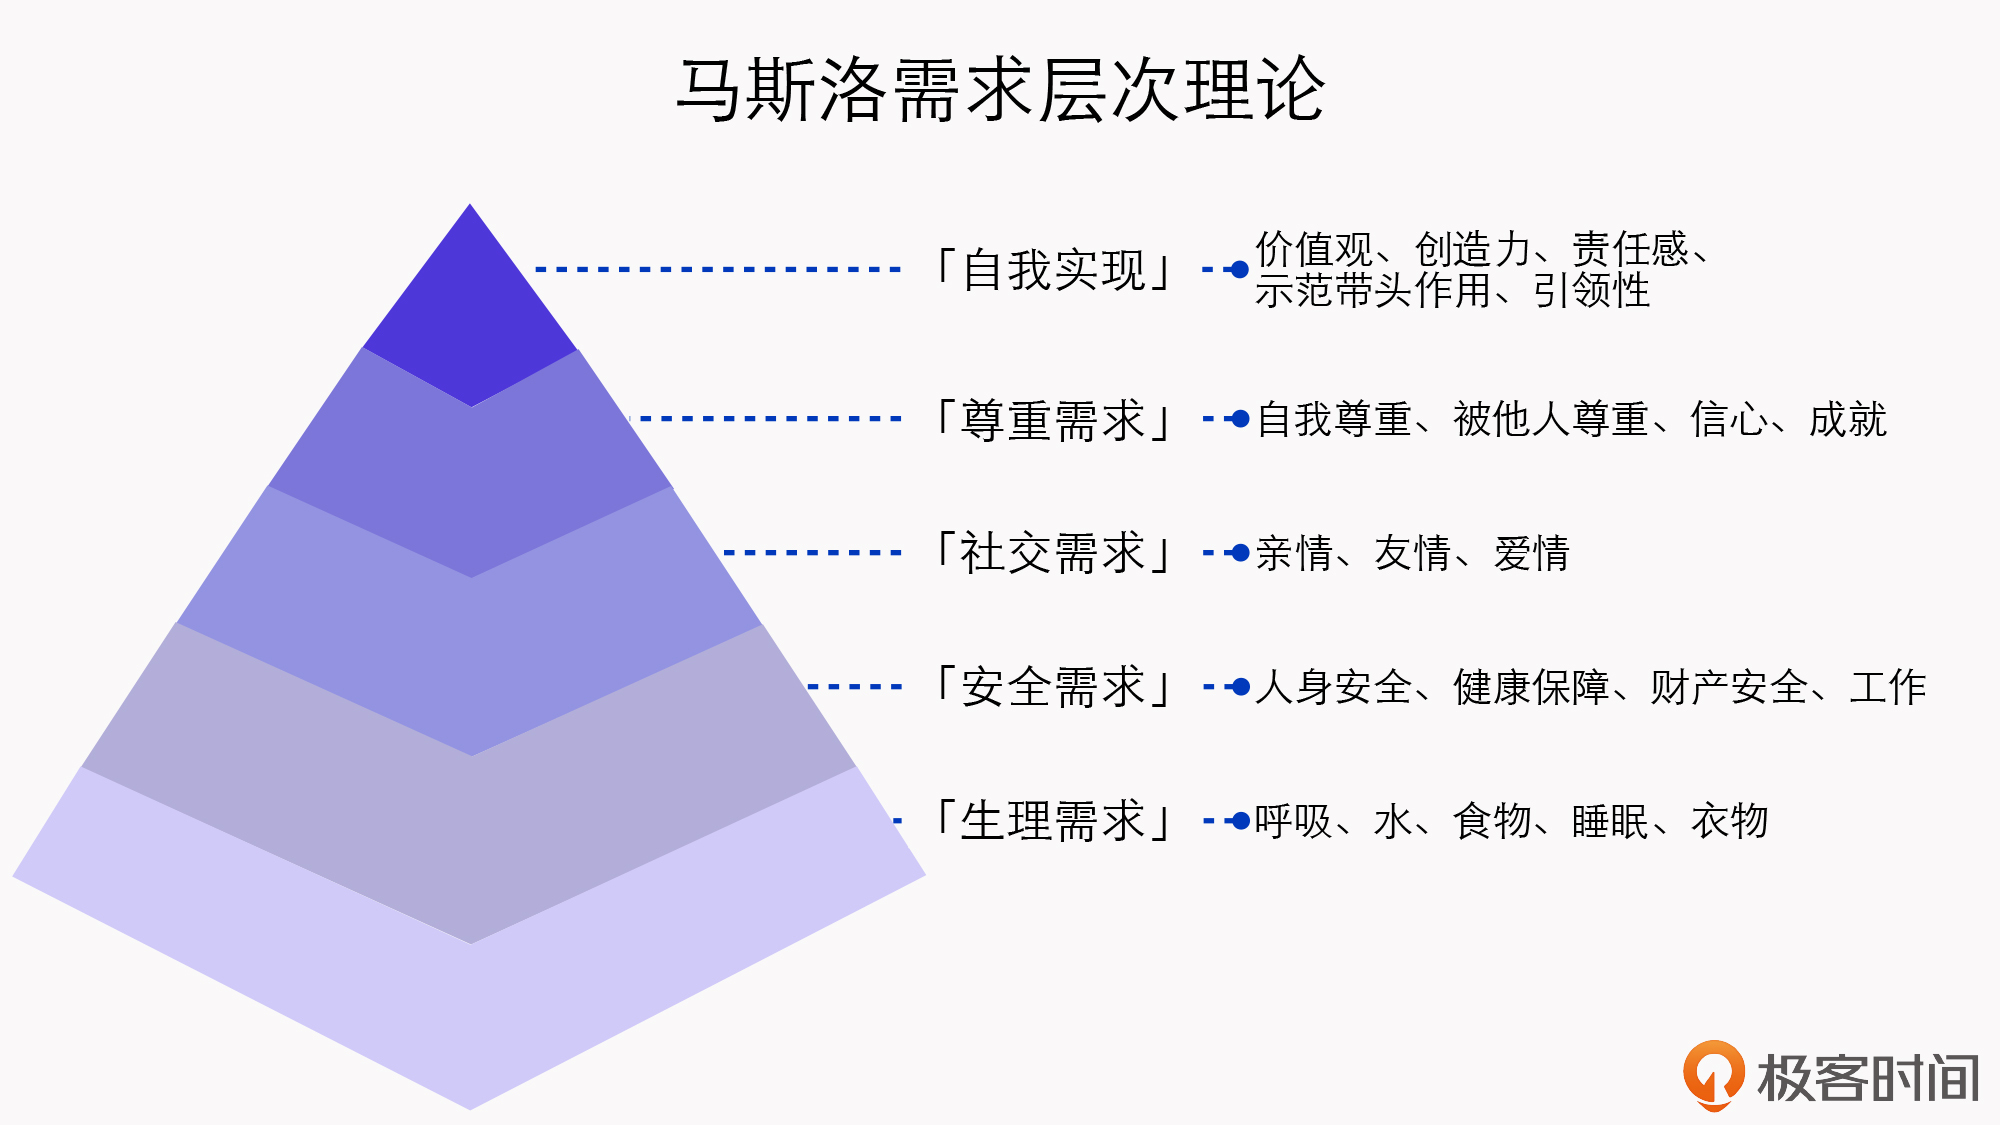 马斯洛需求层次理论
「自我实现」
价值观、创造力、责任感、
示范带头作用、引领性
「尊重需求」
自我尊重、被他人尊重、信心、成就
「社交需求」
亲情、友情、爱情
「安全需求」
人身安全、健康保障、财产安全、工作
「生理需求」
呼吸、水、食物、睡眠、衣物
极客时间